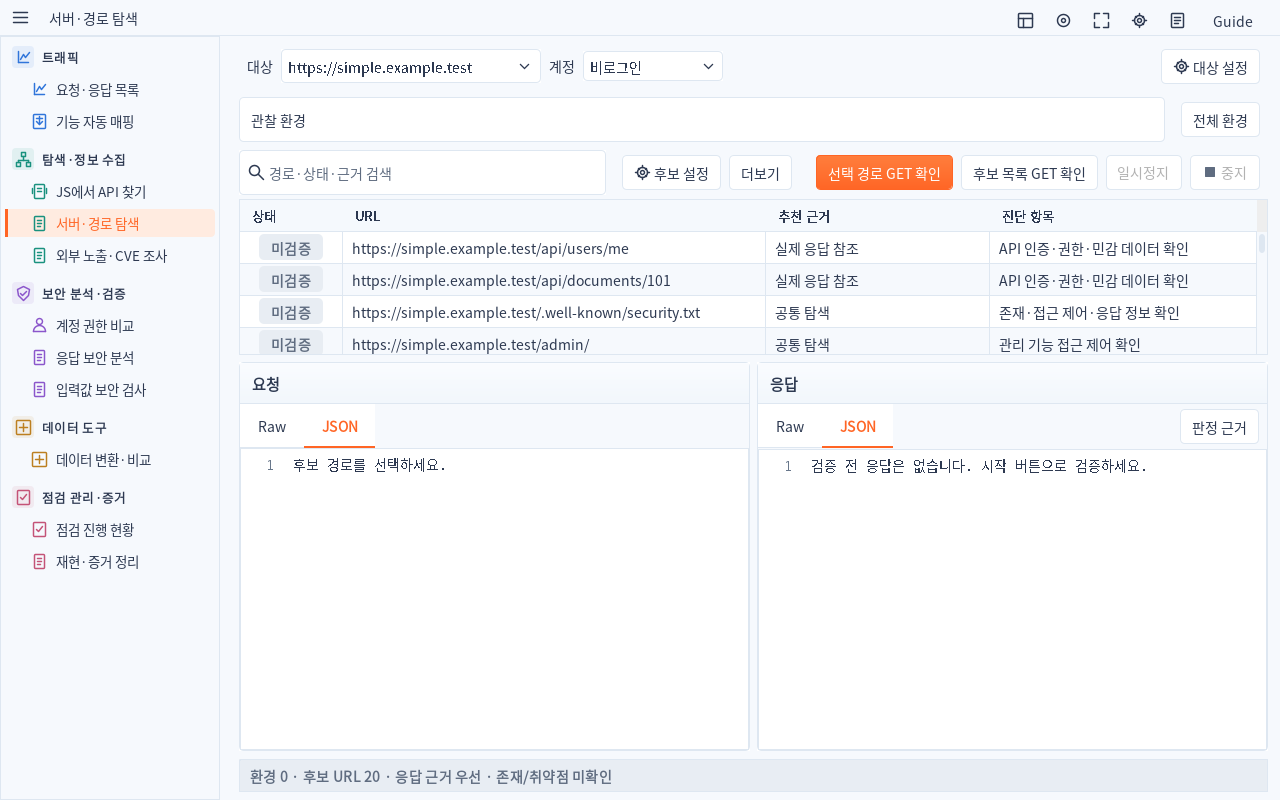 서버·경로 탐색
Guide
트래픽
요청·응답 목록
기능 자동 매핑
탐색·정보 수집
JS에서 API 찾기
서버·경로 탐색
외부 노출·CVE 조사
보안 분석·검증
계정 권한 비교
응답 보안 분석
입력값 보안 검사
데이터 도구
데이터 변환·비교
점검 관리·증거
점검 진행 현황
재현·증거 정리
대상 https://simple.example.test 계정 비로그인 대상 설정
관찰 환경 전체 환경
경로·상태·근거 검색 후보 설정 더보기 선택 경로 GET 확인 후보 목록 GET 확인 일시정지 중지
상태 URL 추천 근거 진단 항목
미검증 https://simple.example.test/api/users/me 실제 응답 참조 API 인증·권한·민감 데이터 확인
미검증 https://simple.example.test/api/documents/101 실제 응답 참조 API 인증·권한·민감 데이터 확인
미검증 https://simple.example.test/.well-known/security.txt 공통 탐색 존재·접근 제어·응답 정보 확인
미검증 https://simple.example.test/admin/ 공통 탐색 관리 기능 접근 제어 확인
요청
Raw JSON
1 후보 경로를 선택하세요.
응답
Raw JSON 판정 근거
1 검증 전 응답은 없습니다. 시작 버튼으로 검증하세요.
환경 0 · 후보 URL 20 · 응답 근거 우선 · 존재/취약점 미확인